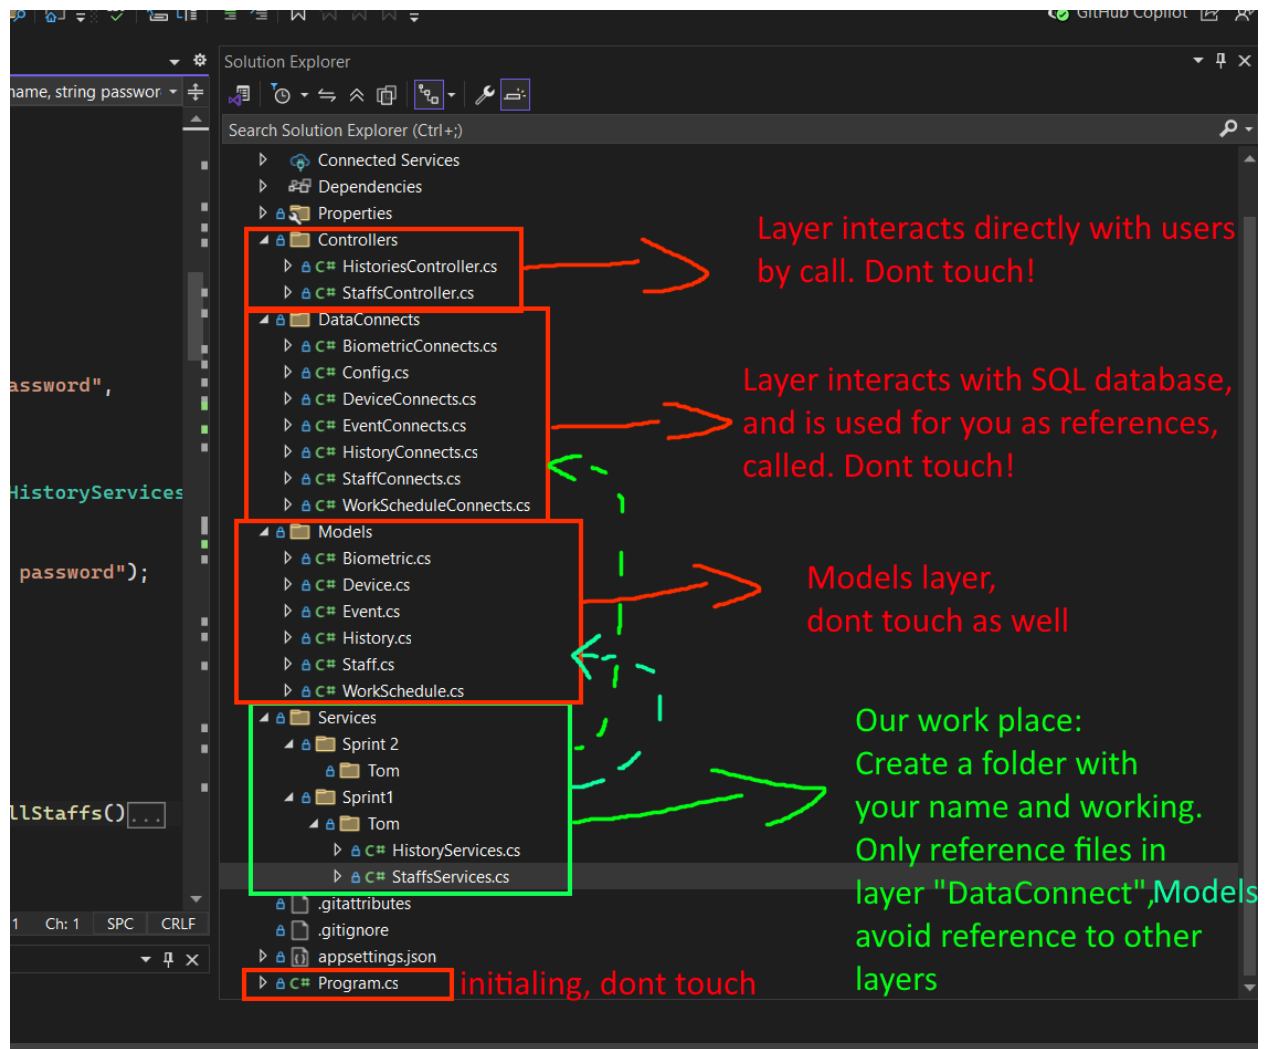 GitHub Copilot
Solution Explorer
name, string passwor
Search Solution Explorer (Ctrl+;)
Connected Services
Dependencies
Properties
Controllers
HistoriesController.cs
StaffsController.cs
Layer interacts directly with users
by call. Dont touch!
DataConnects
BiometricConnects.cs
Config.cs
DeviceConnects.cs
EventConnects.cs
HistoryConnects.cs
StaffConnects.cs
WorkScheduleConnects.cs
assword",
Layer interacts with SQL database,
and is used for you as references,
called. Dont touch!
HistoryServices
Models
Biometric.cs
Device.cs
Event.cs
History.cs
Staff.cs
WorkSchedule.cs
password");
Models layer,
dont touch as well
Services
Sprint 2
Tom
Sprint1
Tom
HistoryServices.cs
StaffsServices.cs
llStaffs()...
Our work place:
Create a folder with
your name and working.
Only reference files in
layer "DataConnect",Models
avoid reference to other
layers
.gitattributes
.gitignore
appsettings.json
Program.cs
initialing, dont touch
1 Ch: 1 SPC CRLF